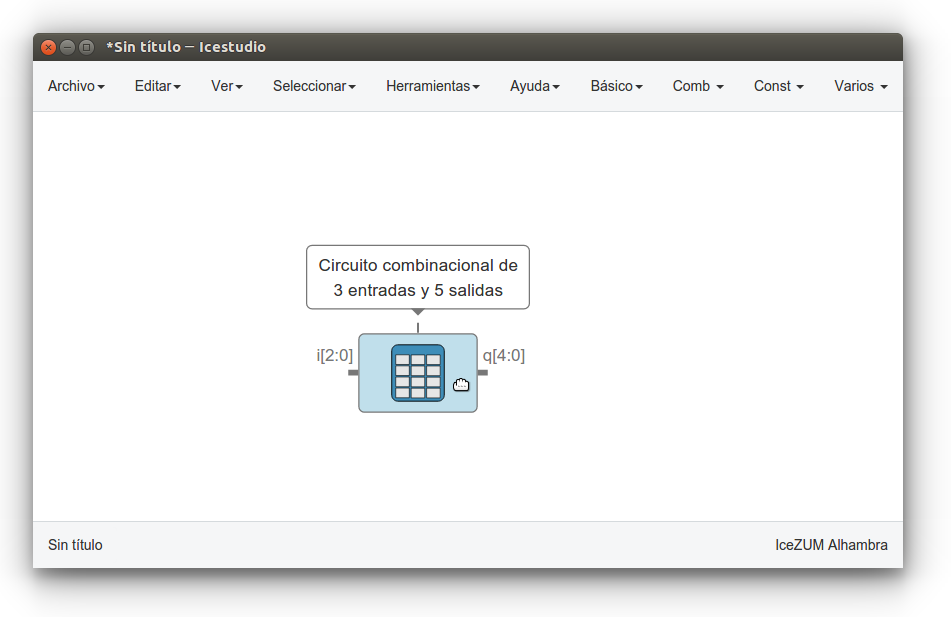 *Sin título – Icestudio
Archivo Editar Ver Seleccionar Herramientas Ayuda Básico Comb Const Varios
Circuito combinacional de
3 entradas y 5 salidas
i[2:0] q[4:0]
Sin título IceZUM Alhambra